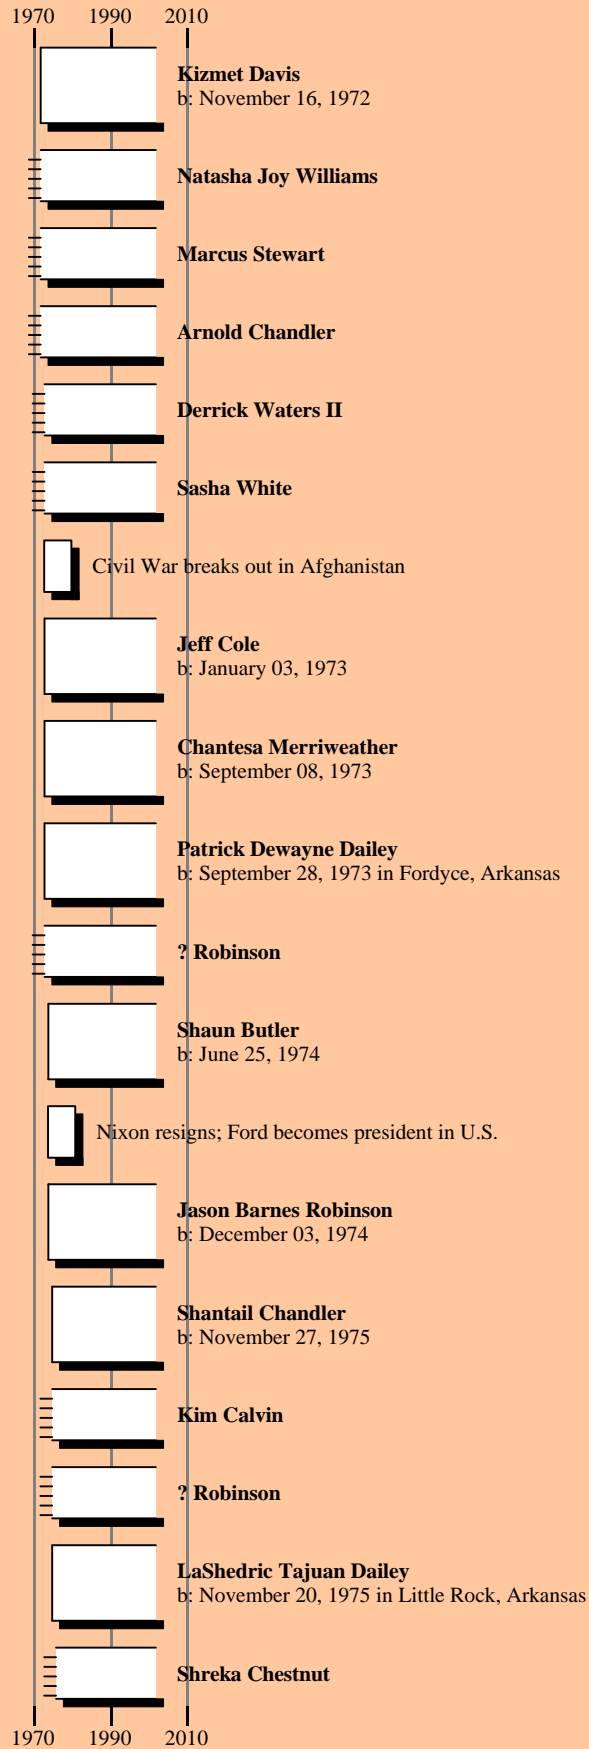 1970 1990 2010
Kizmet Davis
b: November 16, 1972
Natasha Joy Williams
Marcus Stewart
Arnold Chandler
Derrick Waters II
Sasha White
Civil War breaks out in Afghanistan
Jeff Cole
b: January 03, 1973
Chantesa Merriweather
b: September 08, 1973
Patrick Dewayne Dailey
b: September 28, 1973 in Fordyce, Arkansas
? Robinson
Shaun Butler
b: June 25, 1974
Nixon resigns; Ford becomes president in U.S.
Jason Barnes Robinson
b: December 03, 1974
Shantail Chandler
b: November 27, 1975
Kim Calvin
? Robinson
LaShedric Tajuan Dailey
b: November 20, 1975 in Little Rock, Arkansas
Shreka Chestnut
1970 1990 2010